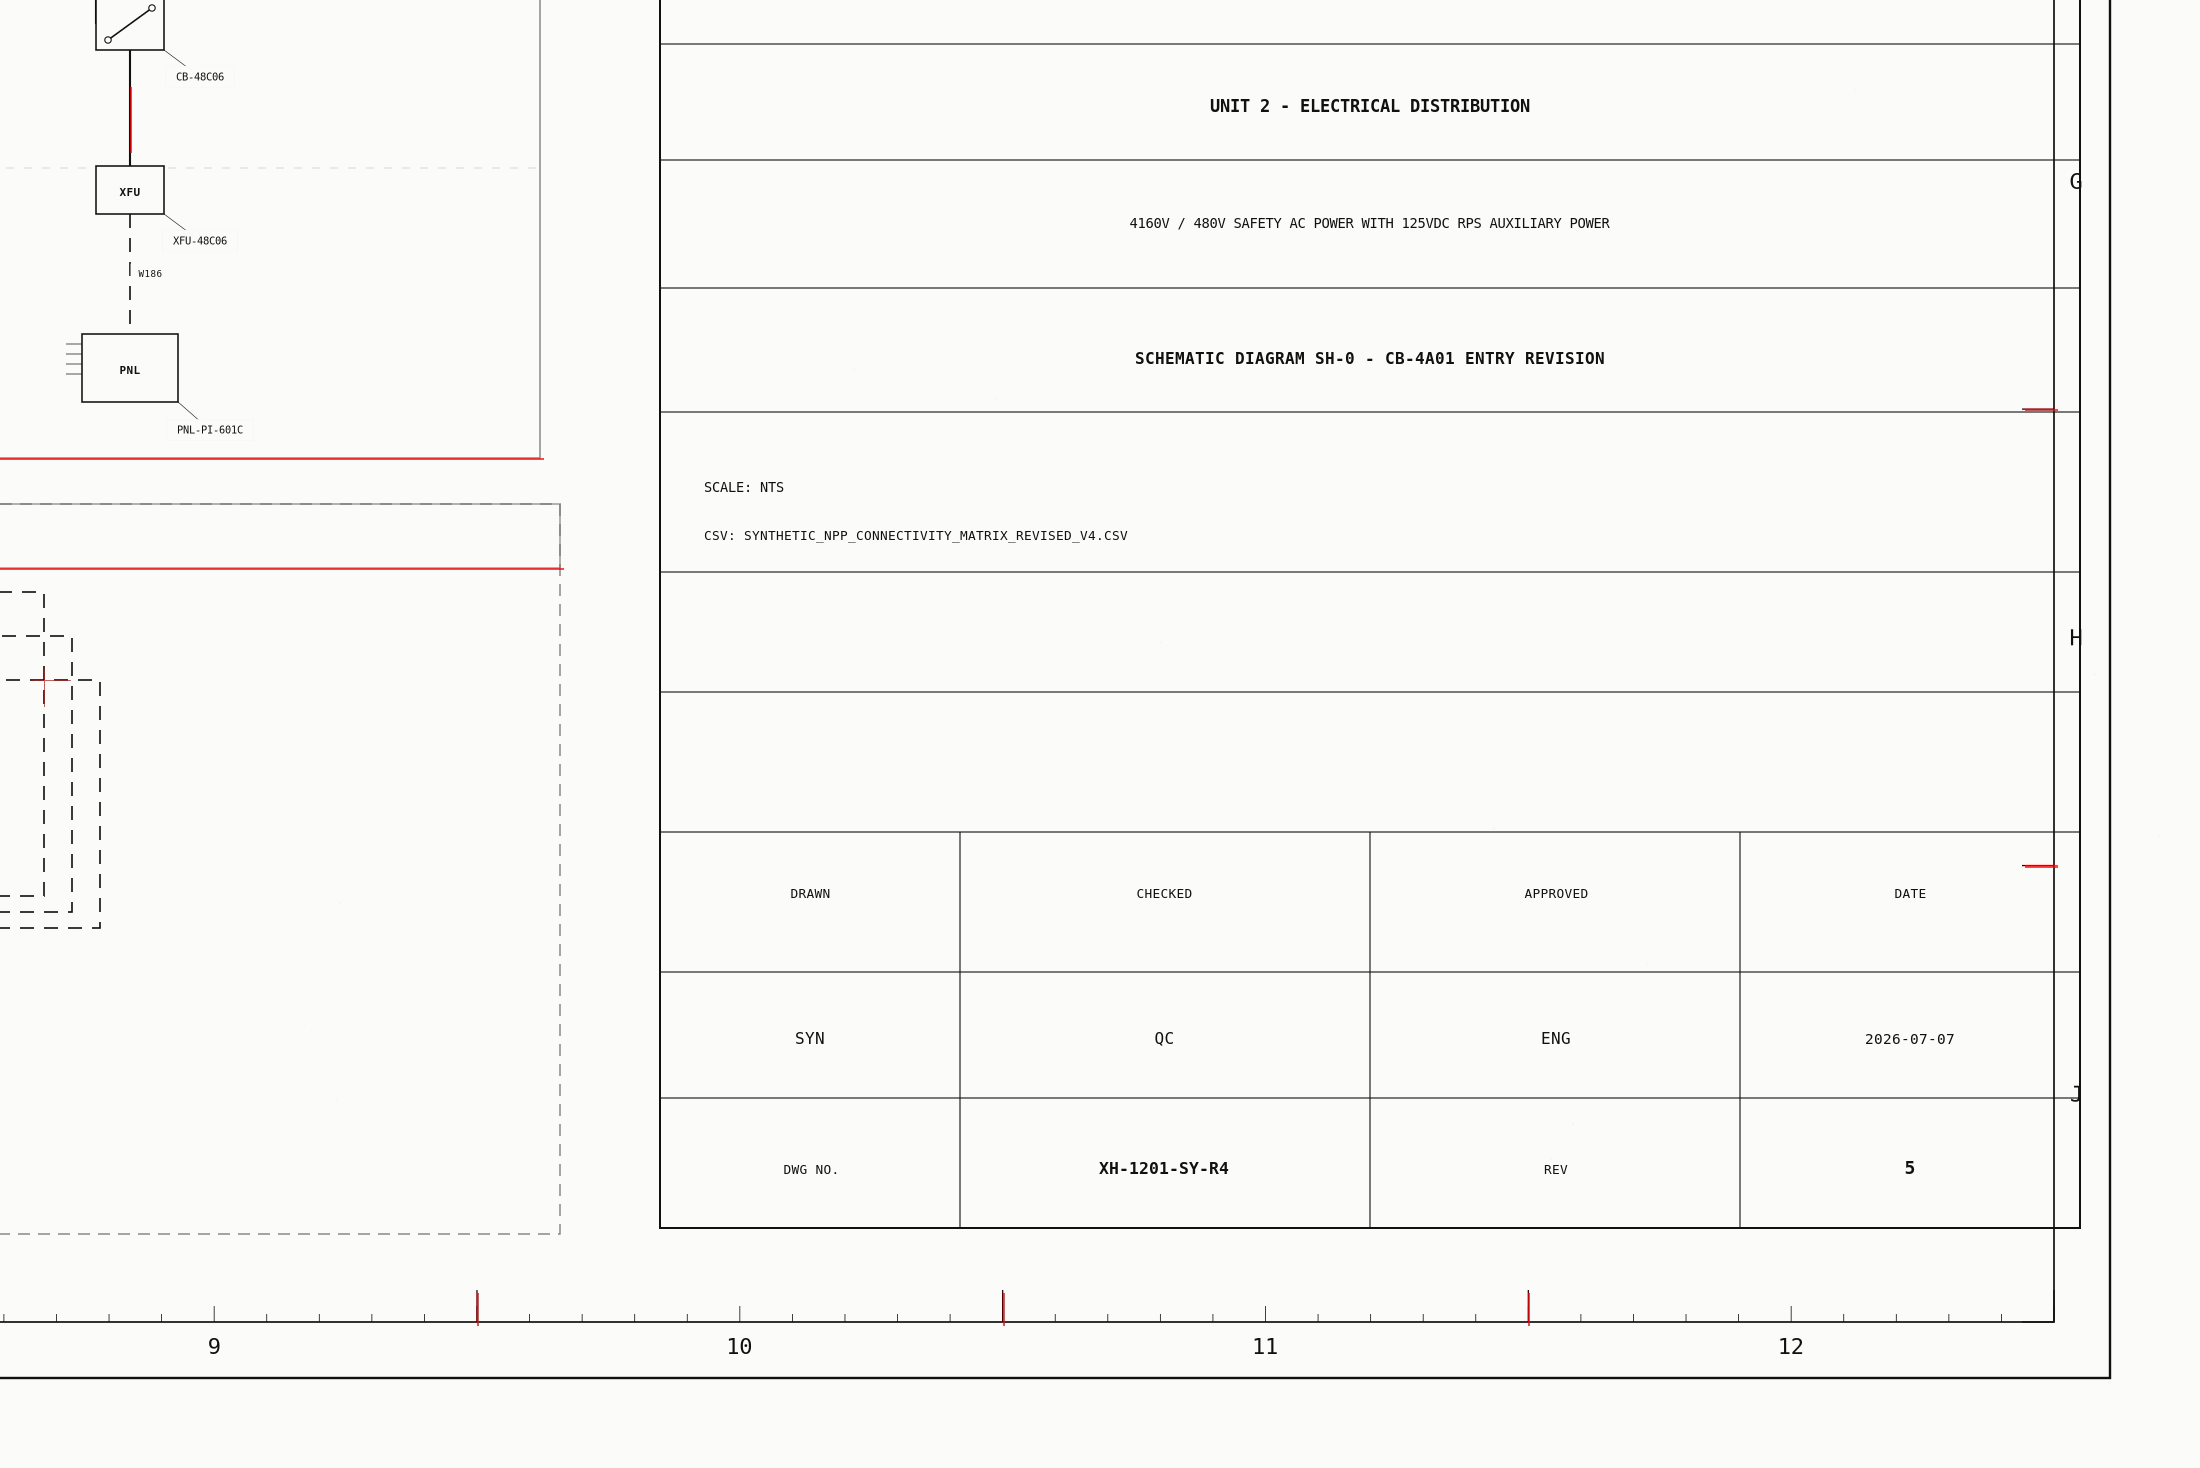 CB-48C06
XFU
XFU-48C06
W186
PNL
PNL-PI-601C
UNIT 2 - ELECTRICAL DISTRIBUTION
4160V / 480V SAFETY AC POWER WITH 125VDC RPS AUXILIARY POWER
SCHEMATIC DIAGRAM SH-0 - CB-4A01 ENTRY REVISION
SCALE: NTS
CSV: SYNTHETIC_NPP_CONNECTIVITY_MATRIX_REVISED_V4.CSV
DRAWN CHECKED APPROVED DATE
SYN QC ENG 2026-07-07
DWG NO. XH-1201-SY-R4 REV 5
G
H
J
9 10 11 12